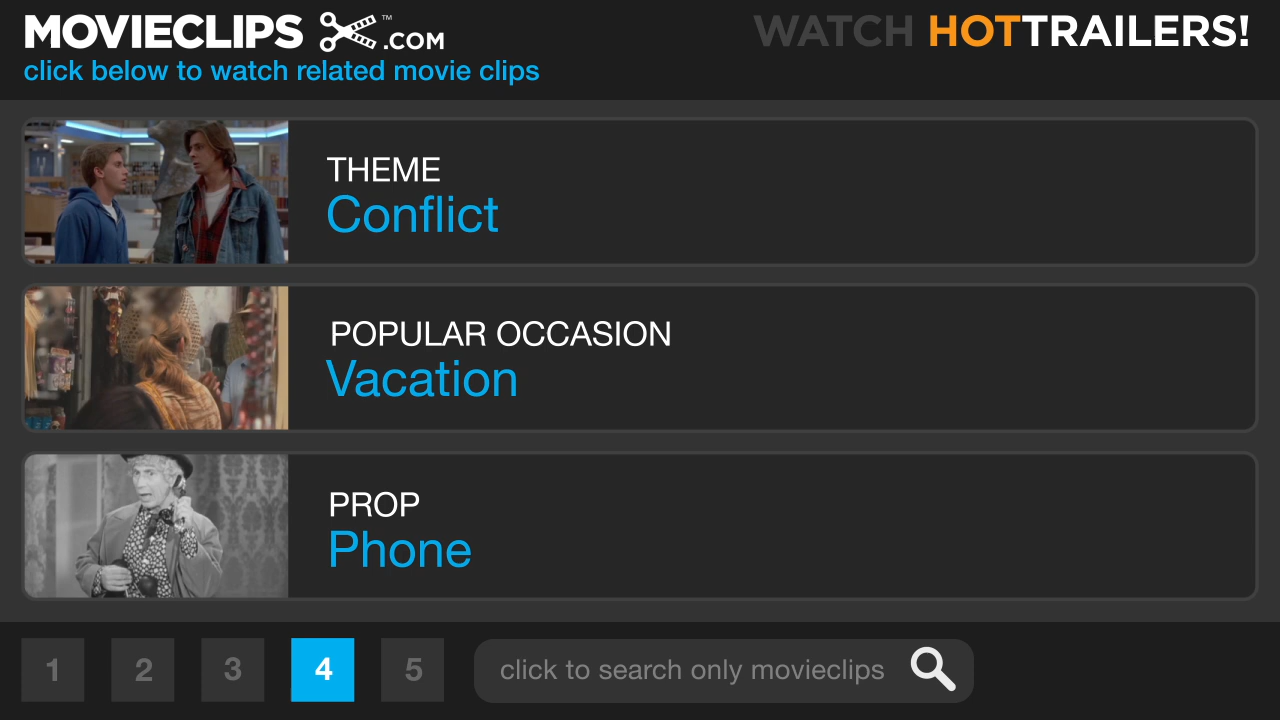 MOVIECLIPS ™ .COM
WATCH HOTTRAILERS!
click below to watch related movie clips
THEME
Conflict
POPULAR OCCASION
Vacation
PROP
Phone
1 2 3 4 5 click to search only movieclips